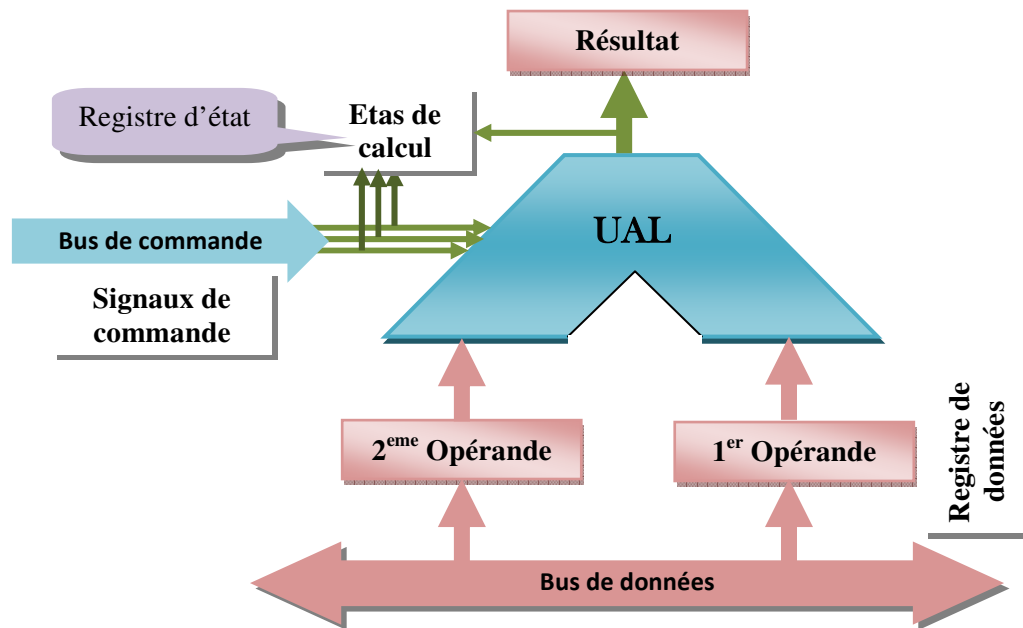 Résultat
Registre d'état
Etas de
calcul
UAL
Bus de commande
Signaux de
commande
2eme Opérande
1er Opérande
Registre de
données
Bus de données